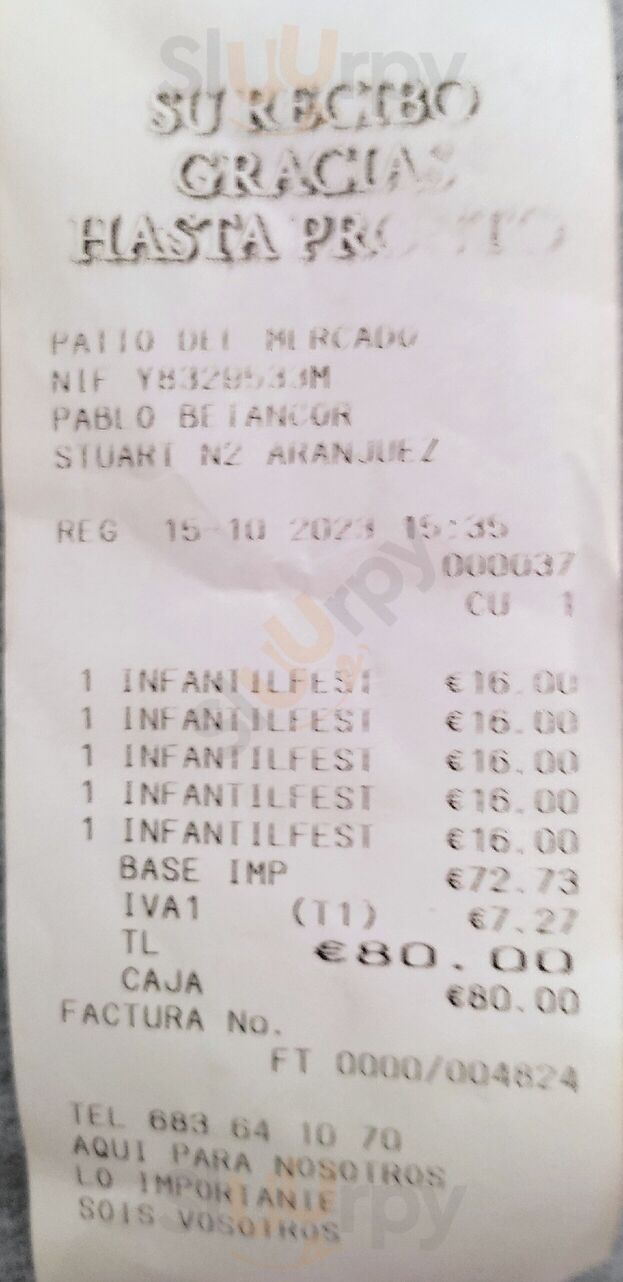 Sluurpy
SU RECIBO
GRACIAS
HASTA PRONTO
PATIO DEL MERCADO
NIF Y8329533M
PABLO BETANCOR
STUART N2 ARANJUEZ
REG 15-10 2023 15:35
000037
CU 1
Sluurpy
1 INFANTILFEST €16.00
1 INFANTILFEST €16.00
1 INFANTILFEST €16.00
1 INFANTILFEST €16.00
1 INFANTILFEST €16.00
BASE IMP €72.73
IVA1 (T1) €7.27
TL €80.00
CAJA €80.00
FACTURA No.
FT 0000/004824
TEL 683 64 10 70
AQUI PARA NOSOTROS
LO IMPORTANTE
SOIS VOSOTROS
Sluurpy